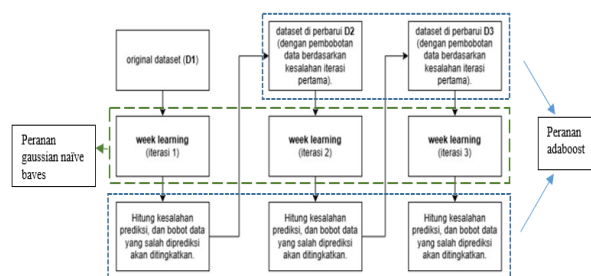 original dataset (D1)
dataset di perbarui D2
(dengan pembobotan
data berdasarkan
kesalahan iterasi
pertama).
dataset di perbarui D3
(dengan pembobotan
data berdasarkan
kesalahan iterasi
pertama).
Peranan
gaussian naïve
baves
week learning
(iterasi 1)
week learning
(iterasi 2)
week learning
(iterasi 3)
Peranan
adaboost
Hitung kesalahan
prediksi, dan bobot data
yang salah diprediksi
akan ditingkatkan.
Hitung kesalahan
prediksi, dan bobot data
yang salah diprediksi
akan ditingkatkan.
Hitung kesalahan
prediksi, dan bobot data
yang salah diprediksi
akan ditingkatkan.